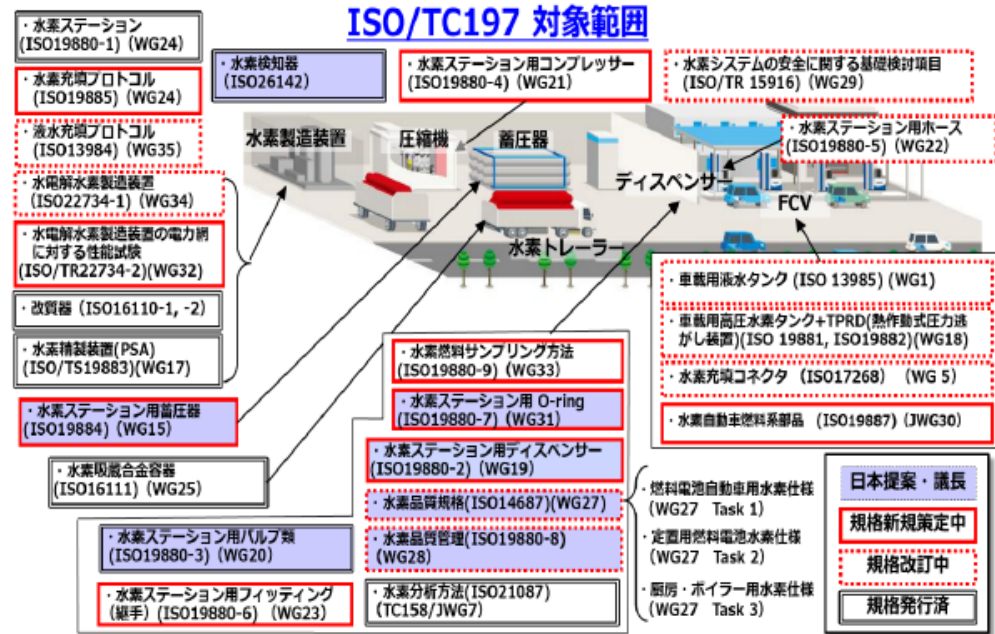 ISO/TC197 対象範囲
・水素ステーション
(ISO19880-1)（WG24）
・水素充填プロトコル
(ISO19885)（WG24）
・液水充填プロトコル
(ISO13984)（WG35）
・水電解水素製造装置
(ISO22734-1)（WG34）
・水電解水素製造装置の電力網
に対する性能試験
(ISO/TR22734-2)(WG32)
・改質器（ISO16110-1, -2)
・水素精製装置(PSA)
(ISO/TS19883)(WG17)
・水素ステーション用蓄圧器
(ISO19884)（WG15）
・水素吸蔵合金容器
(ISO16111)（WG25）
・水素ステーション用バルブ類
(ISO19880-3)（WG20）
・水素ステーション用フィッティング
（継手）(ISO19880-6)（WG23）
・水素検知器
(ISO26142)
・水素ステーション用コンプレッサー
(ISO19880-4)（WG21）
・水素システムの安全に関する基礎検討項目
(ISO/TR 15916)（WG29）
・水素ステーション用ホース
(ISO19880-5)（WG22）
水素製造装置
圧縮機
蓄圧器
ディスペンサー
FCV
水素トレーラー
・車載用液水タンク (ISO 13985) (WG1)
・車載用高圧水素タンク+TPRD(熱作動式圧力逃
がし装置)(ISO 19881, ISO19882)(WG18)
・水素充填コネクタ （ISO17268）（WG 5）
・水素自動車燃料系部品 （ISO19887）(JWG30)
・水素燃料サンプリング方法
(ISO19880-9)（WG33）
・水素ステーション用 O-ring
(ISO19880-7)（WG31）
・水素ステーション用ディスペンサー
(ISO19880-2)（WG19）
・水素品質規格(ISO14687)(WG27)
・水素品質管理(ISO19880-8)
(WG28)
・水素分析方法(ISO21087)
(TC158/JWG7)
・燃料電池自動車用水素仕様
(WG27 Task 1)
・定置用燃料電池水素仕様
(WG27 Task 2)
・厨房・ボイラー用水素仕様
(WG27 Task 3)
日本提案・議長
規格新規策定中
規格改訂中
規格発行済